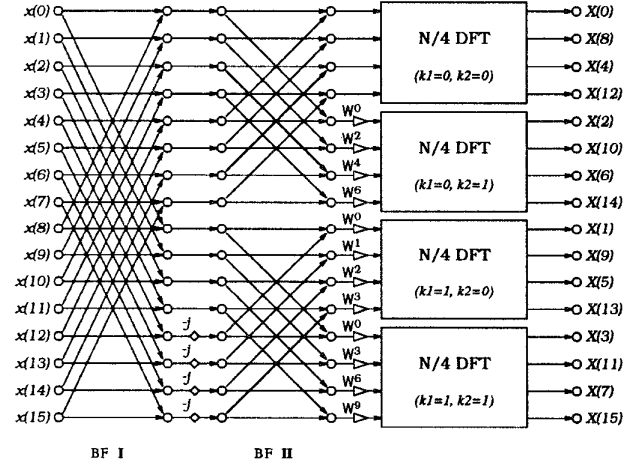 x(0) X(0)
x(1) N/4 DFT X(8)
x(2) (k1=0, k2=0) X(4)
x(3) X(12)
x(4) W⁰ X(2)
x(5) W² N/4 DFT X(10)
x(6) W⁴ (k1=0, k2=1) X(6)
x(7) W⁶ X(14)
x(8) W⁰ X(1)
x(9) W¹ N/4 DFT X(9)
x(10) W² (k1=1, k2=0) X(5)
x(11) W³ X(13)
x(12) -j W⁰ X(3)
x(13) -j W³ N/4 DFT X(11)
x(14) -j W⁶ (k1=1, k2=1) X(7)
x(15) -j W⁹ X(15)
BF I BF II